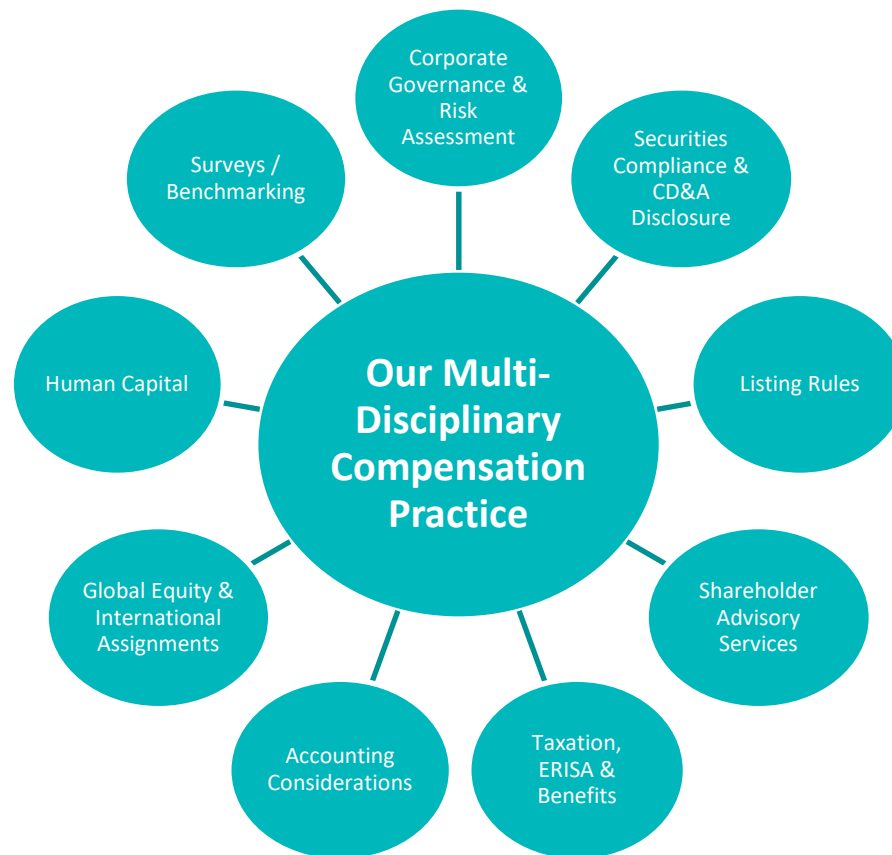 Corporate
Governance &
Risk
Assessment
Securities
Compliance &
CD&A
Disclosure
Listing Rules
Shareholder
Advisory
Services
Taxation,
ERISA &
Benefits
Accounting
Considerations
Global Equity &
International
Assignments
Human Capital
Surveys /
Benchmarking
Our Multi-
Disciplinary
Compensation
Practice